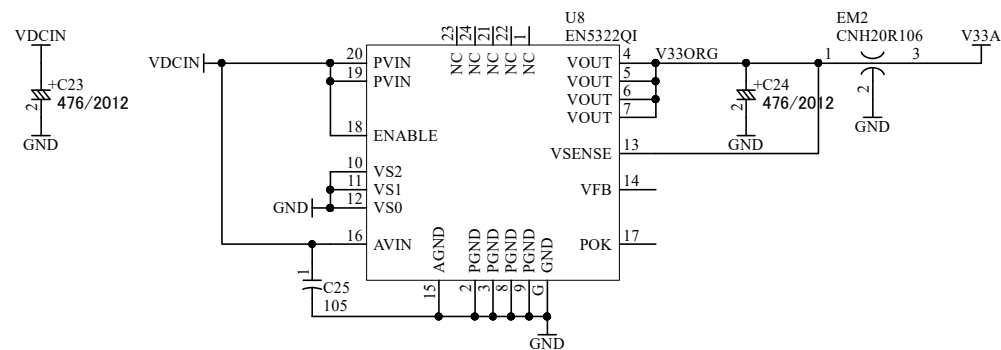 VDCIN
+C23
2
476/2012
GND
VDCIN
U8
EN5322QI
23
24
21
22
1
NC
NC
NC
NC
NC
20
PVIN
19
PVIN
18
ENABLE
10
VS2
11
VS1
GND
12
VS0
16
AVIN
1
C25
105
VOUT
4
V33ORG
VOUT
5
VOUT
6
VOUT
7
VSENSE
13
VFB
14
POK
17
AGND
PGND
PGND
PGND
PGND
GND
15
2
3
8
9
G
GND
+C24
2
476/2012
GND
EM2
CNH20R106
1
3
2
GND
V33A